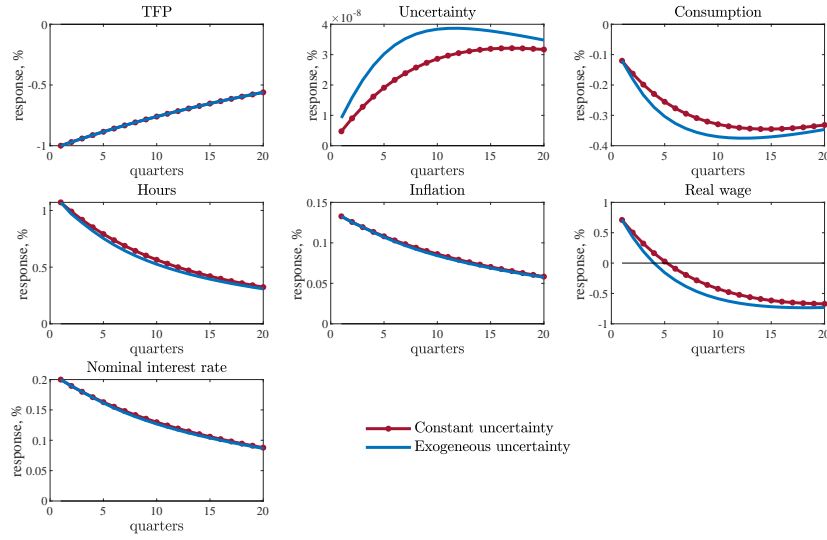 TFP
Uncertainty
Consumption
response, %
0
-0.5
-1
0 5 10 15 20
quarters
×10⁻⁸
response, %
4
3
2
1
0
0 5 10 15 20
quarters
response, %
0
-0.1
-0.2
-0.3
-0.4
0 5 10 15 20
quarters
Hours
Inflation
Real wage
response, %
1
0.5
0
0 5 10 15 20
quarters
response, %
0.15
0.1
0.05
0
0 5 10 15 20
quarters
response, %
1
0.5
0
-0.5
-1
0 5 10 15 20
quarters
Nominal interest rate
response, %
0.2
0.15
0.1
0.05
0
0 5 10 15 20
quarters
Constant uncertainty
Exogeneous uncertainty